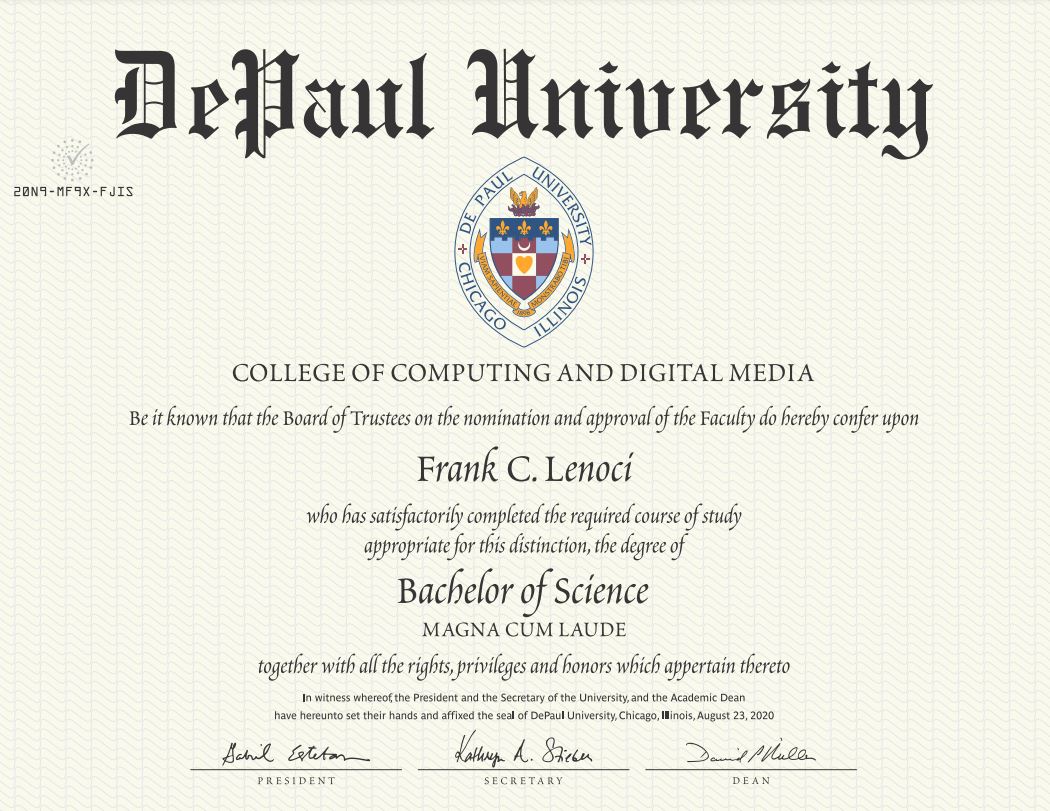 DePaul University
20N9-MF9X-FJIS
DE PAUL UNIVERSITY
CHICAGO ILLINOIS
VIAM SAPIENTIAE MONSTRABO TIBI
1898
COLLEGE OF COMPUTING AND DIGITAL MEDIA
Be it known that the Board of Trustees on the nomination and approval of the Faculty do hereby confer upon
Frank C. Lenoci
who has satisfactorily completed the required course of study
appropriate for this distinction, the degree of
Bachelor of Science
MAGNA CUM LAUDE
together with all the rights, privileges and honors which appertain thereto
In witness whereof, the President and the Secretary of the University, and the Academic Dean
have hereunto set their hands and affixed the seal of DePaul University, Chicago, Illinois, August 23, 2020
Kathryn A. Stieber
PRESIDENT SECRETARY DEAN